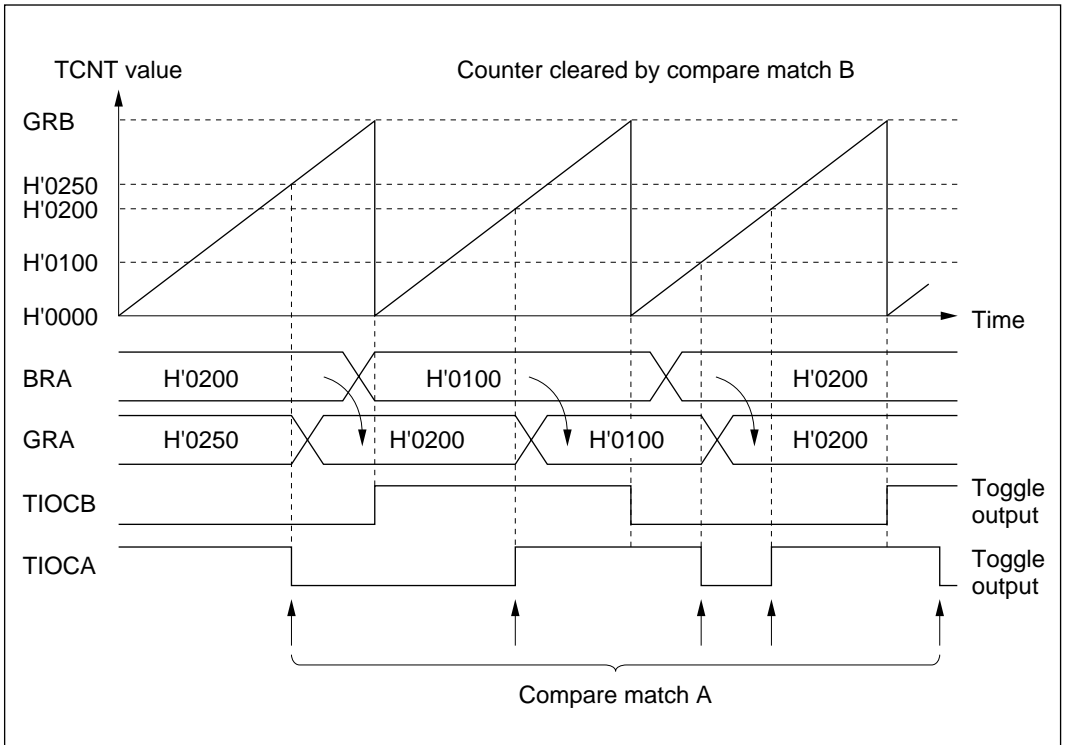 TCNT value
Counter cleared by compare match B
GRB
H'0250
H'0200
H'0100
H'0000
Time
BRA
H'0200
H'0100
H'0200
GRA
H'0250
H'0200
H'0100
H'0200
TIOCB
Toggle
output
TIOCA
Toggle
output
Compare match A